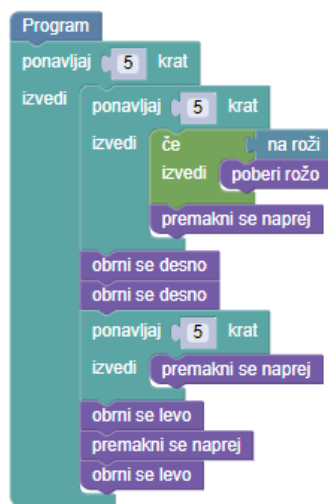 Program
ponavljaj 5 krat
izvedi ponavljaj 5 krat
izvedi če na roži
izvedi poberi rožo
premakni se naprej
obrni se desno
obrni se desno
ponavljaj 5 krat
izvedi premakni se naprej
obrni se levo
premakni se naprej
obrni se levo